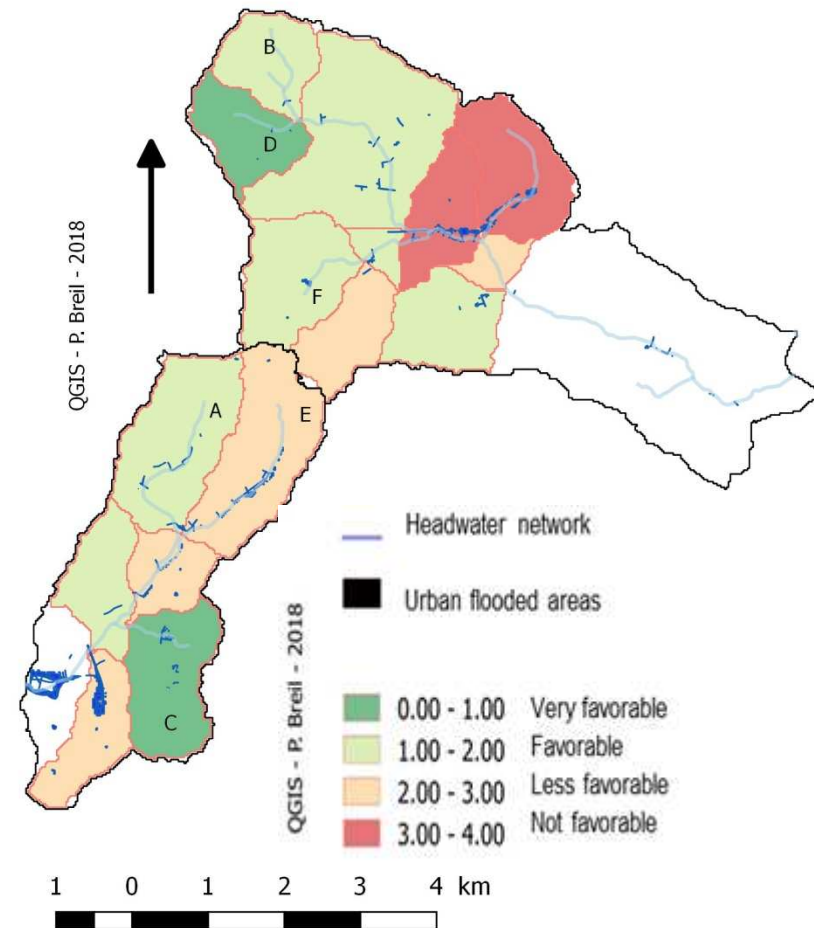 B
D
QGIS - P. Breil - 2018
F
A
E
Headwater network
Urban flooded areas
QGIS - P. Breil - 2018
C
0.00 - 1.00 Very favorable
1.00 - 2.00 Favorable
2.00 - 3.00 Less favorable
3.00 - 4.00 Not favorable
1 0 1 2 3 4 km